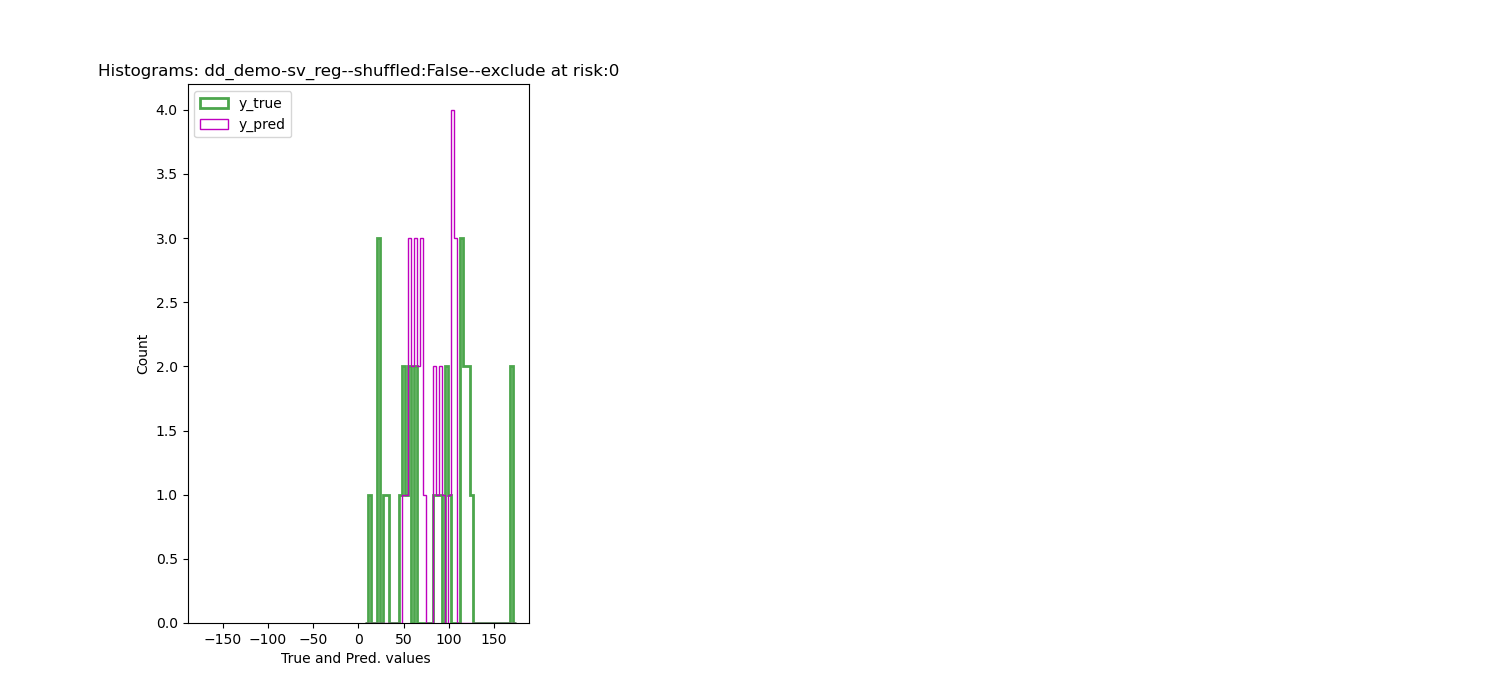 Histograms: dd_demo-sv_reg--shuffled:False--exclude at risk:0
y_true
y_pred
4.0
3.5
3.0
2.5
2.0
1.5
1.0
0.5
0.0
Count
−150 −100 −50 0 50 100 150
True and Pred. values